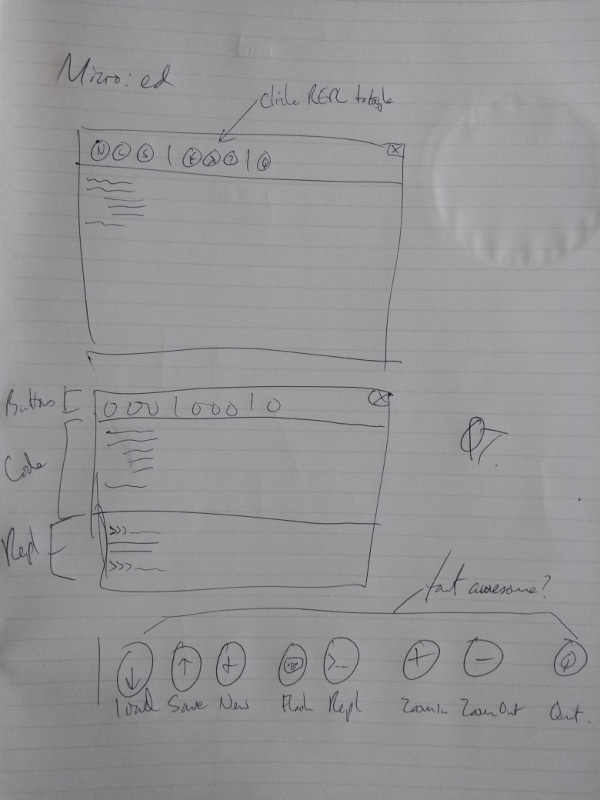 Micro:ed
click REPL to toggle
N L S | F | Q
X
Buttons
X
Code
Repl
>>>
>>>
font awesome?
>_
Load Save New Flash Repl Zoom In Zoom Out Quit.